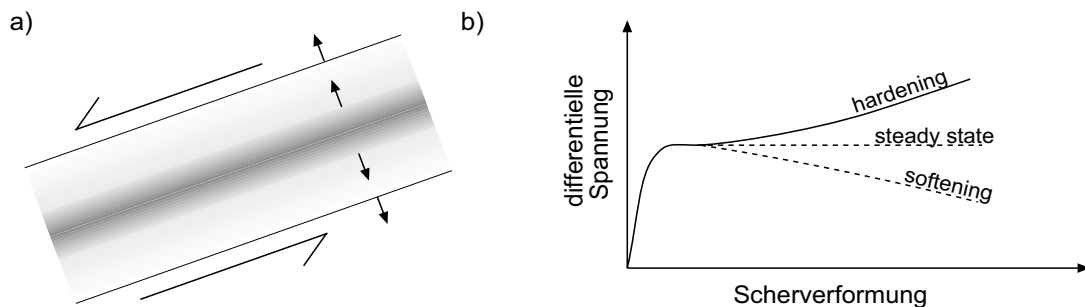 a)
b)
differentielle
Spannung
hardening
steady state
softening
Scherverformung